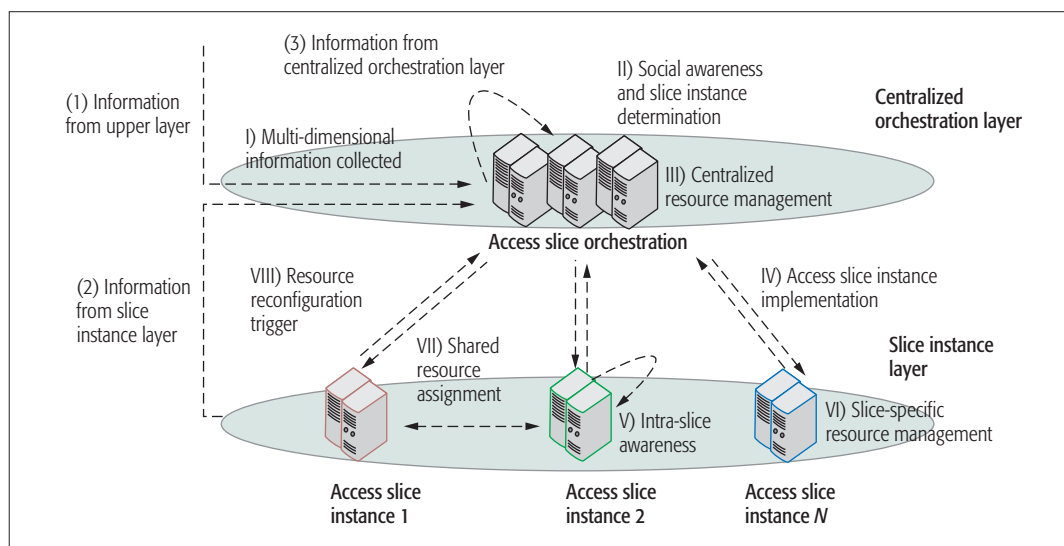 (3) Information from
centralized orchestration layer
II) Social awareness
and slice instance
determination
Centralized
orchestration layer
(1) Information
from upper layer
I) Multi-dimensional
information collected
III) Centralized
resource management
Access slice orchestration
(2) Information
from slice
instance layer
VIII) Resource
reconfiguration
trigger
IV) Access slice instance
implementation
VII) Shared
resource
assignment
Slice instance
layer
V) Intra-slice
awareness
VI) Slice-specific
resource management
Access slice
instance 1
Access slice
instance 2
Access slice
instance N